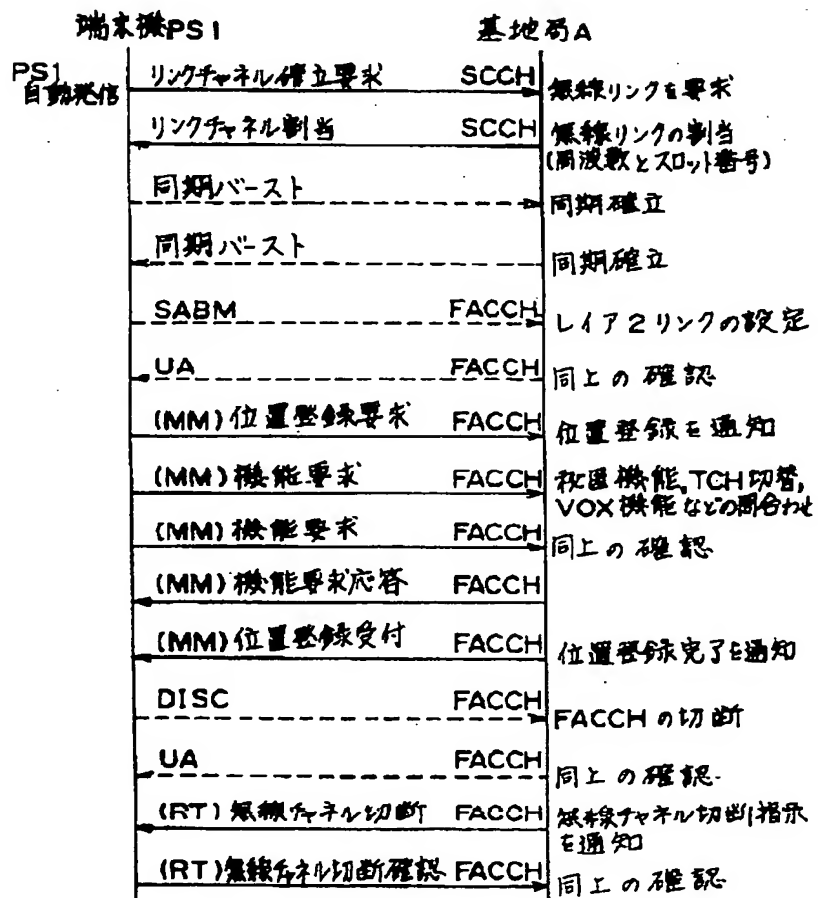 端末機PS1 基地局A
PS1
自動発信
リンクチャネル確立要求 SCCH
無線リンクを要求
リンクチャネル割当 SCCH
無線リンクの割当
(周波数とスロット番号)
同期バースト
同期確立
同期バースト
同期確立
SABM FACCH
レイア2リンクの設定
UA FACCH
同上の確認
(MM)位置登録要求 FACCH
位置登録を通知
(MM)機能要求 FACCH
秘匿機能,TCH切替,
VOX機能などの問合わせ
(MM)機能要求 FACCH
同上の確認
(MM)機能要求応答 FACCH
(MM)位置登録受付 FACCH
位置登録完了を通知
DISC FACCH
FACCHの切断
UA FACCH
同上の確認
(RT)無線チャネル切断 FACCH
無線チャネル切断指示
を通知
(RT)無線チャネル切断確認 FACCH
同上の確認